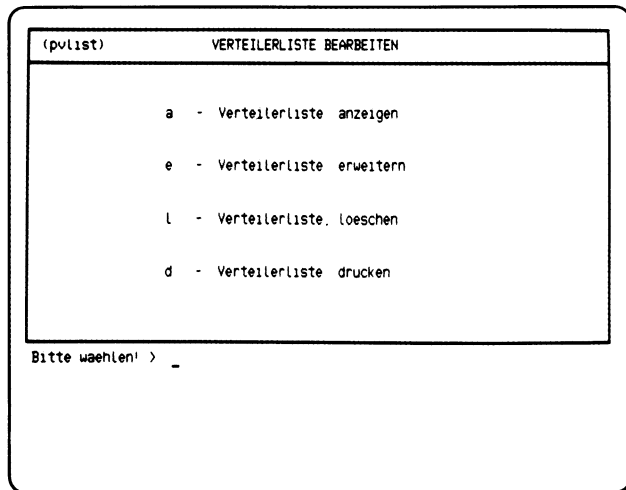 (pvlist) VERTEILERLISTE BEARBEITEN
a - Verteilerliste anzeigen
e - Verteilerliste erweitern
l - Verteilerliste. loeschen
d - Verteilerliste drucken
Bitte waehlen! > _